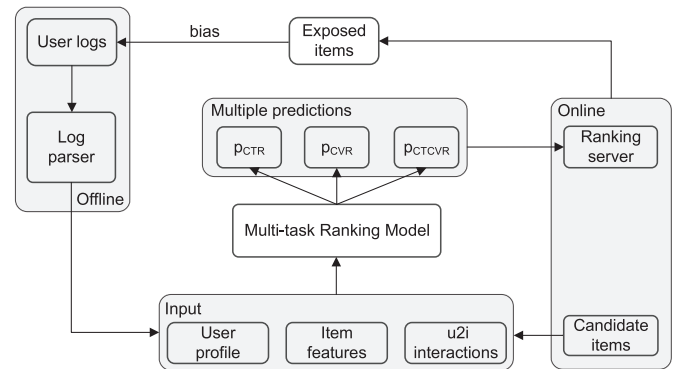 User logs
bias
Exposed
items
Log
parser
Offline
Multiple predictions
pCTR
pCVR
pCTCVR
Online
Ranking
server
Multi-task Ranking Model
Input
User
profile
Item
features
u2i
interactions
Candidate
items